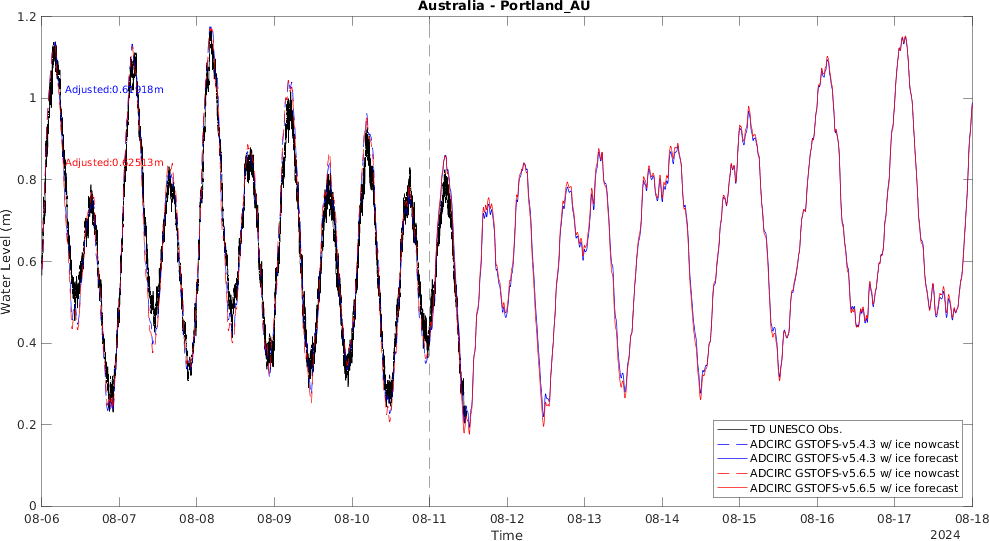 Australia - Portland_AU
1.2
1
0.8
0.6
0.4
0.2
0
Water Level (m)
Adjusted:0.61918m
Adjusted:0.62513m
TD UNESCO Obs.
ADCIRC GSTOFS-v5.4.3 w/ ice nowcast
ADCIRC GSTOFS-v5.4.3 w/ ice forecast
ADCIRC GSTOFS-v5.6.5 w/ ice nowcast
ADCIRC GSTOFS-v5.6.5 w/ ice forecast
08-06 08-07 08-08 08-09 08-10 08-11 08-12 08-13 08-14 08-15 08-16 08-17 08-18
Time
2024